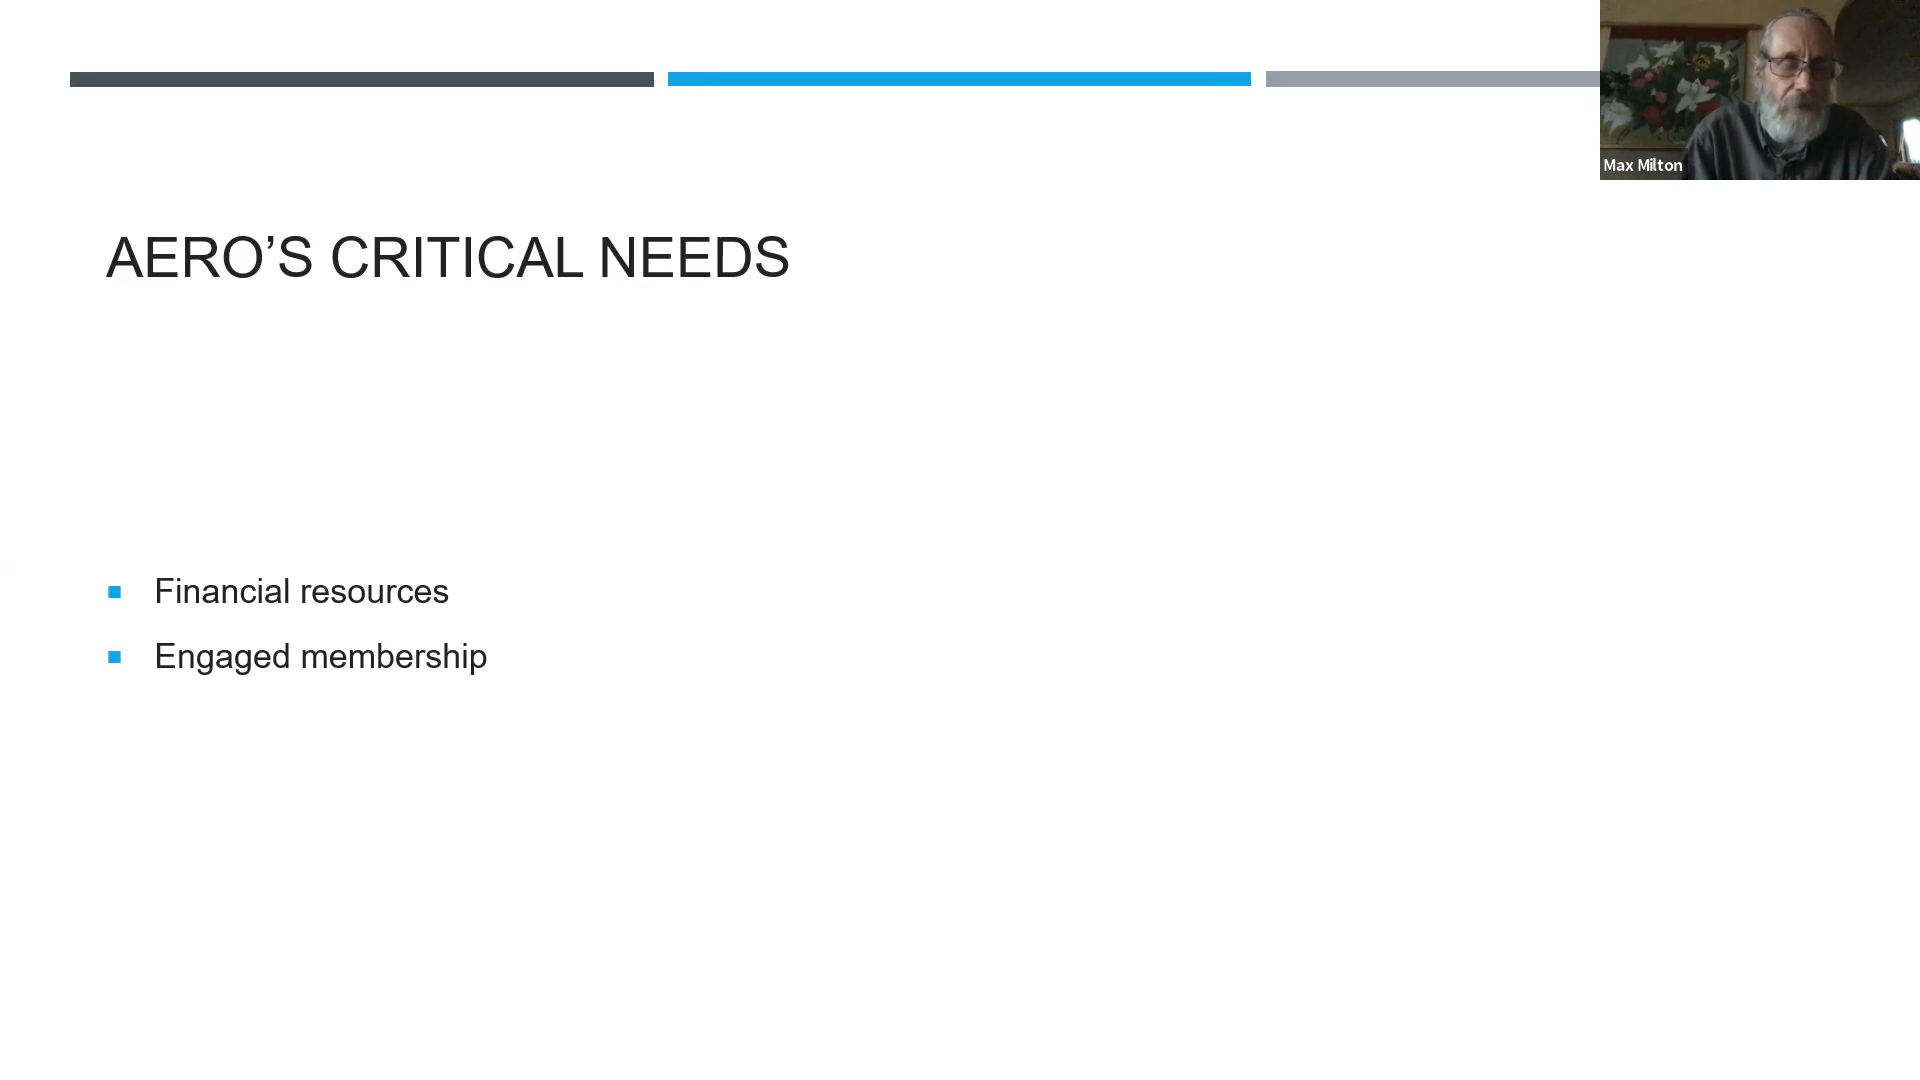 Max Milton
AERO’S CRITICAL NEEDS
Financial resources
Engaged membership